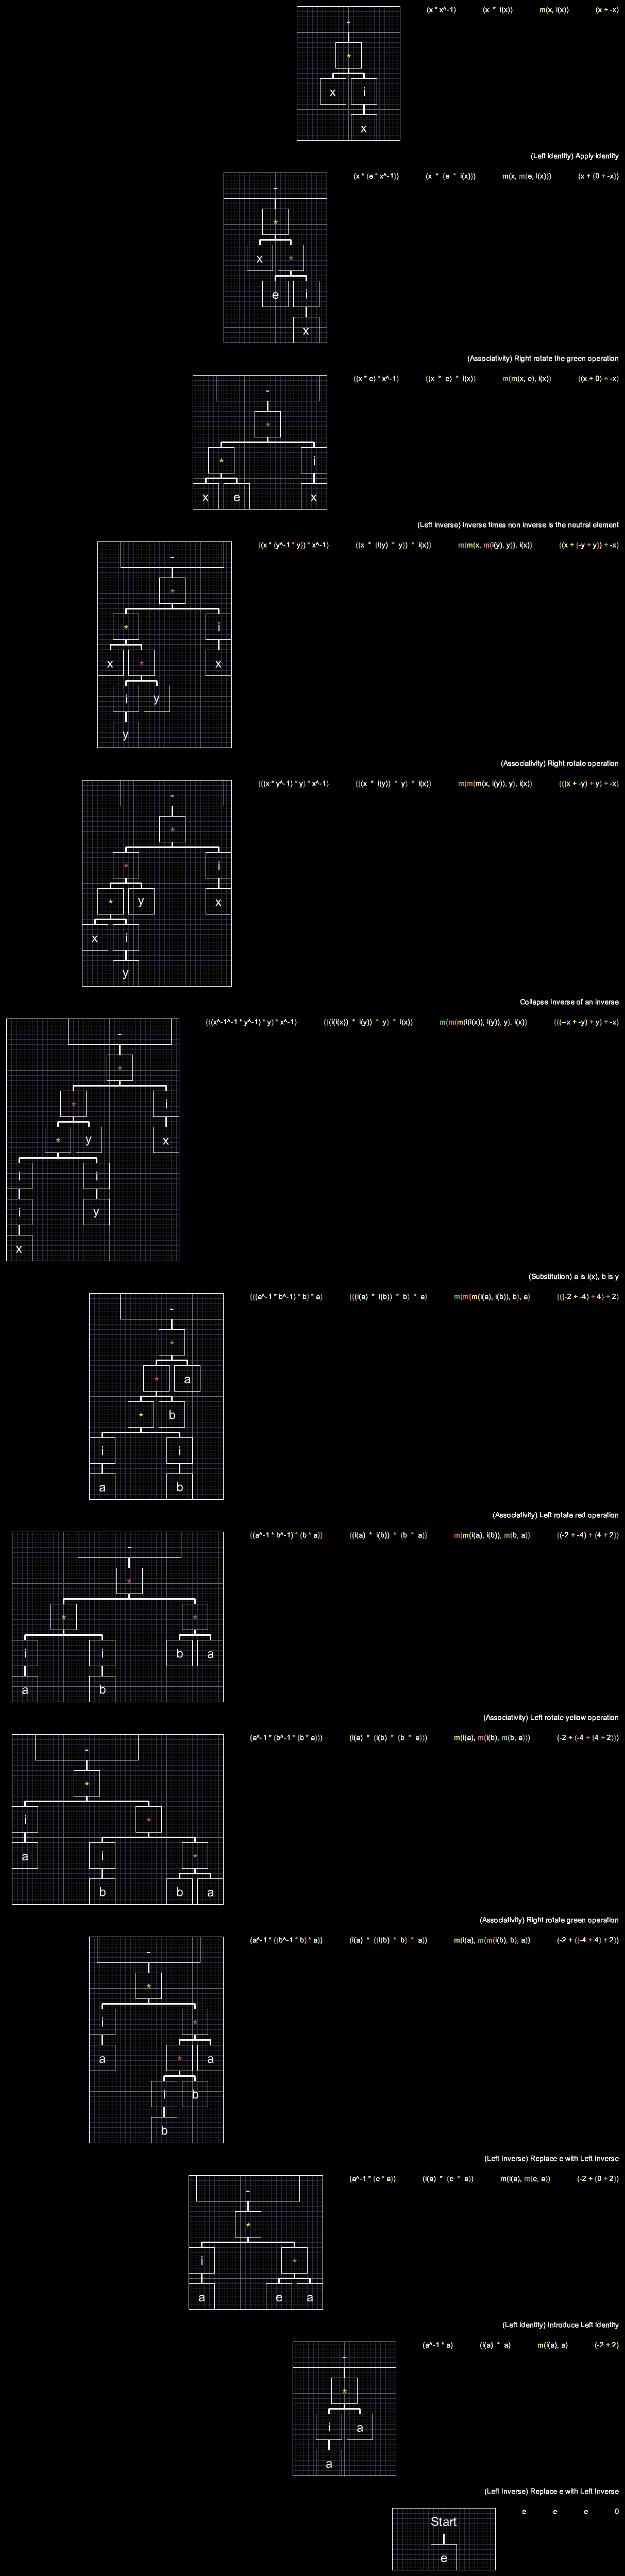 (x * x^-1) (x * i(x)) m(x, i(x)) (x + -x)
-
*
x i
x
(Left Identity) Apply identity
(x * (e * x^-1)) (x * (e * i(x))) m(x, m(e, i(x))) (x + (0 + -x))
-
*
x *
e i
x
(Associativity) Right rotate the green operation
((x * e) * x^-1) ((x * e) * i(x)) m(m(x, e), i(x)) ((x + 0) + -x)
-
*
* i
x e x
(Left inverse) inverse times non inverse is the neutral element
((x * (y^-1 * y)) * x^-1) ((x * (i(y) * y)) * i(x)) m(m(x, m(i(y), y)), i(x)) ((x + (-y + y)) + -x)
-
*
* i
x * x
i y
y
(Associativity) Right rotate operation
(((x * y^-1) * y) * x^-1) (((x * i(y)) * y) * i(x)) m(m(m(x, i(y)), y), i(x)) (((x + -y) + y) + -x)
-
*
* i
* y x
x i
y
Collapse Inverse of an inverse
(((x^-1^-1 * y^-1) * y) * x^-1) (((i(i(x)) * i(y)) * y) * i(x)) m(m(m(i(i(x)), i(y)), y), i(x)) (((--x + -y) + y) + -x)
-
*
* i
* y x
i i
i y
x
(Substitution) a is i(x), b is y
(((a^-1 * b^-1) * b) * a) (((i(a) * i(b)) * b) * a) m(m(m(i(a), i(b)), b), a) (((-2 + -4) + 4) + 2)
-
*
* a
* b
i i
a b
(Associativity) Left rotate red operation
((a^-1 * b^-1) * (b * a)) ((i(a) * i(b)) * (b * a)) m(m(i(a), i(b)), m(b, a)) ((-2 + -4) + (4 + 2))
-
*
* *
i i b a
a b
(Associativity) Left rotate yellow operation
(a^-1 * (b^-1 * (b * a))) (i(a) * (i(b) * (b * a))) m(i(a), m(i(b), m(b, a))) (-2 + (-4 + (4 + 2)))
-
*
i *
a i *
b b a
(Associativity) Right rotate green operation
(a^-1 * ((b^-1 * b) * a)) (i(a) * ((i(b) * b) * a)) m(i(a), m(m(i(b), b), a)) (-2 + ((-4 + 4) + 2))
-
*
i *
a * a
i b
b
(Left Inverse) Replace e with Left Inverse
(a^-1 * (e * a)) (i(a) * (e * a)) m(i(a), m(e, a)) (-2 + (0 + 2))
-
*
i *
a e a
(Left Identity) Introduce Left Identity
(a^-1 * a) (i(a) * a) m(i(a), a) (-2 + 2)
-
*
i a
a
(Left Inverse) Replace e with Left Inverse
e e e 0
Start
e